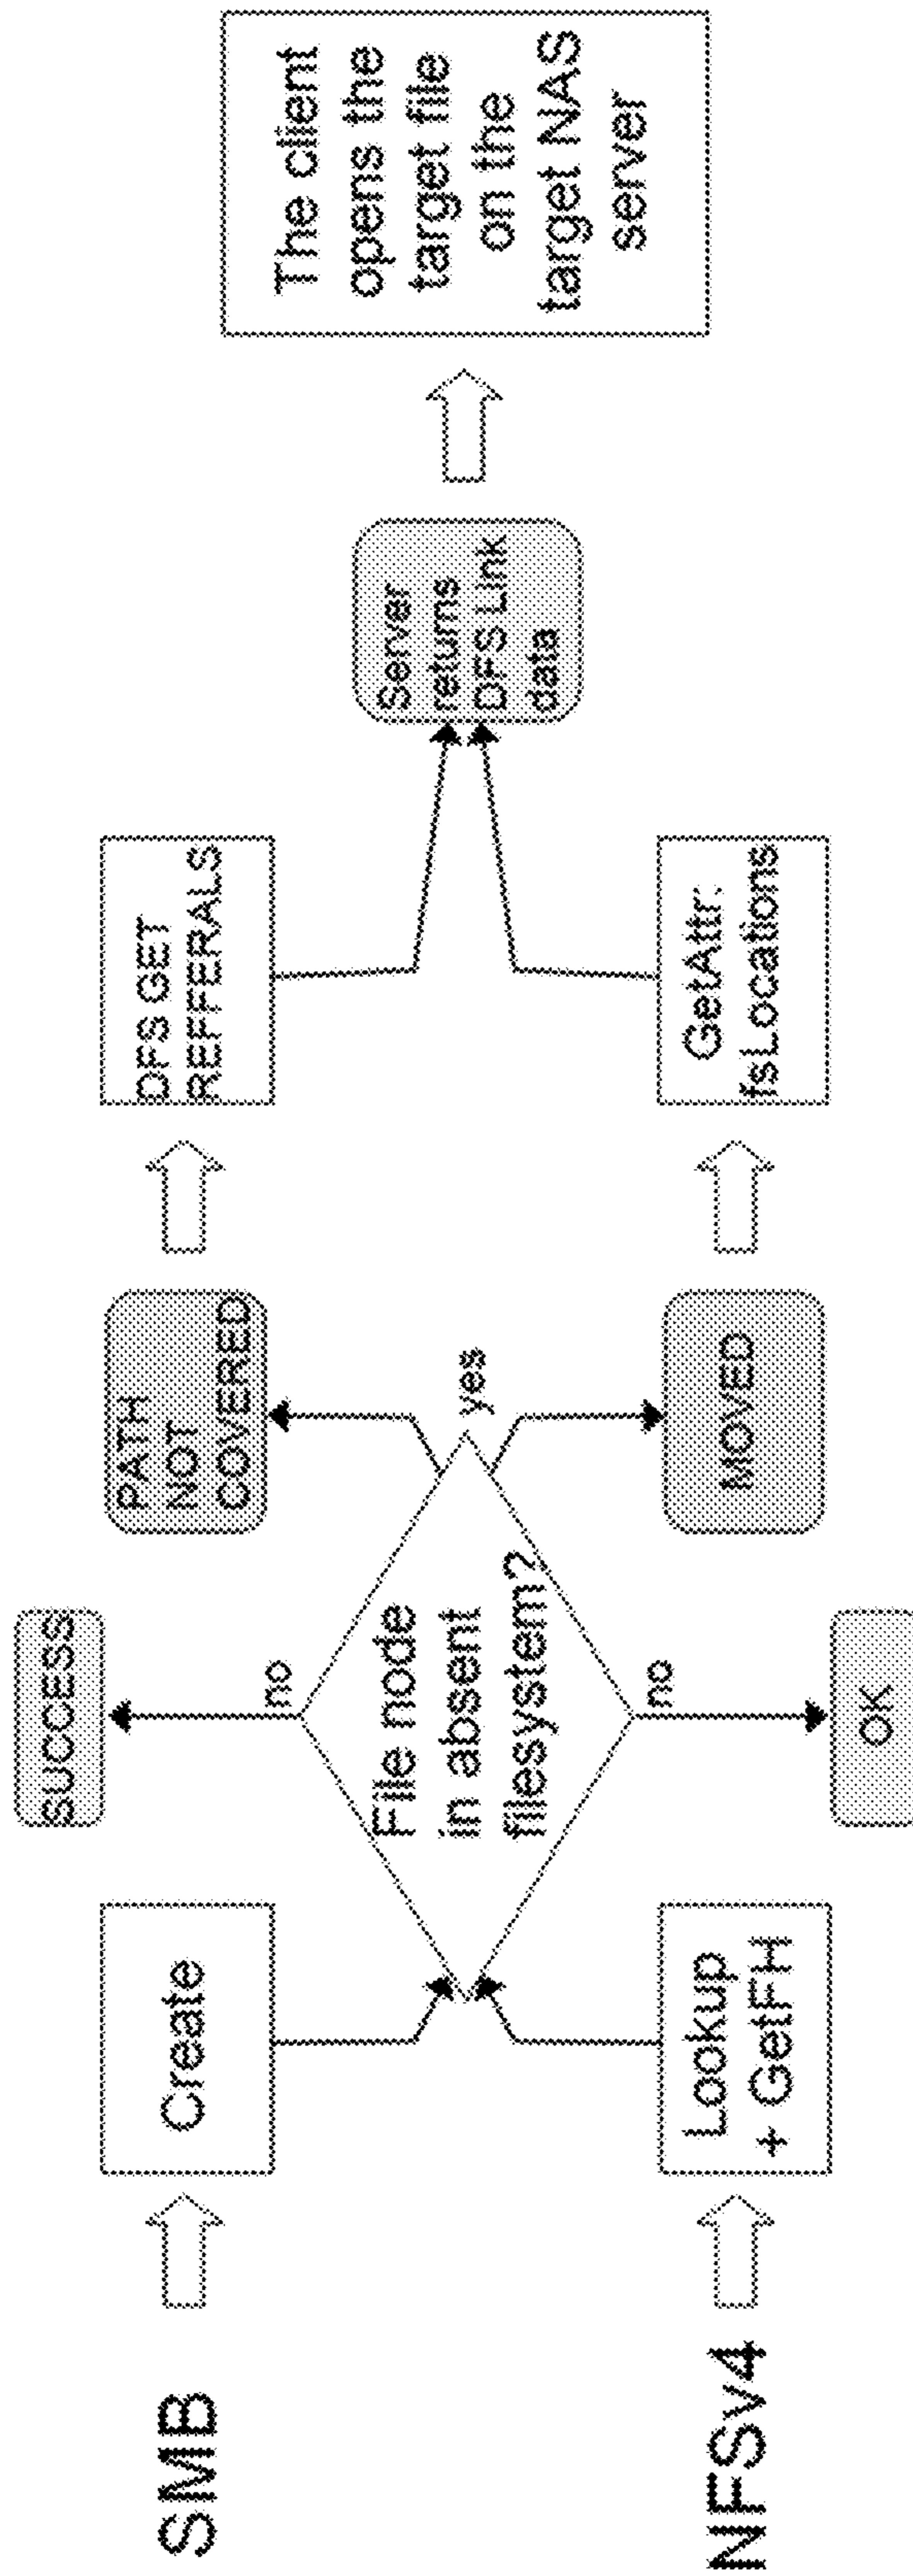 SMB
Create
SUCCESS
no
PATH
NOT
COVERED
DFS GET
REFFERALS
File node
in absent
filesystem?
yes
Server
returns
DFS Link
data
The client
opens the
target file
on the
target NAS
server
NFSv4
Lookup
+ GetFH
no
OK
MOVED
GetAttr:
fsLocations